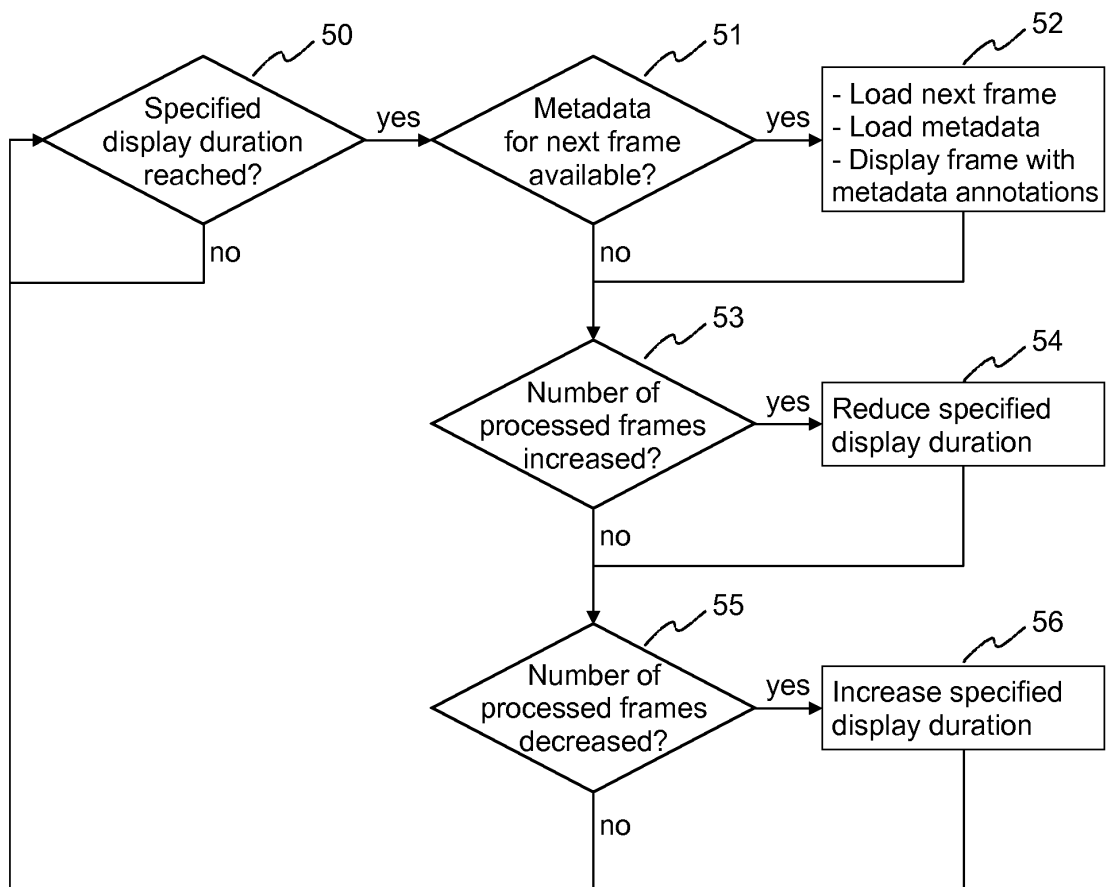 50
Specified
display duration
reached?
yes
no
51
Metadata
for next frame
available?
yes
no
52
- Load next frame
- Load metadata
- Display frame with
metadata annotations
53
Number of
processed frames
increased?
yes
no
54
Reduce specified
display duration
55
Number of
processed frames
decreased?
yes
no
56
Increase specified
display duration